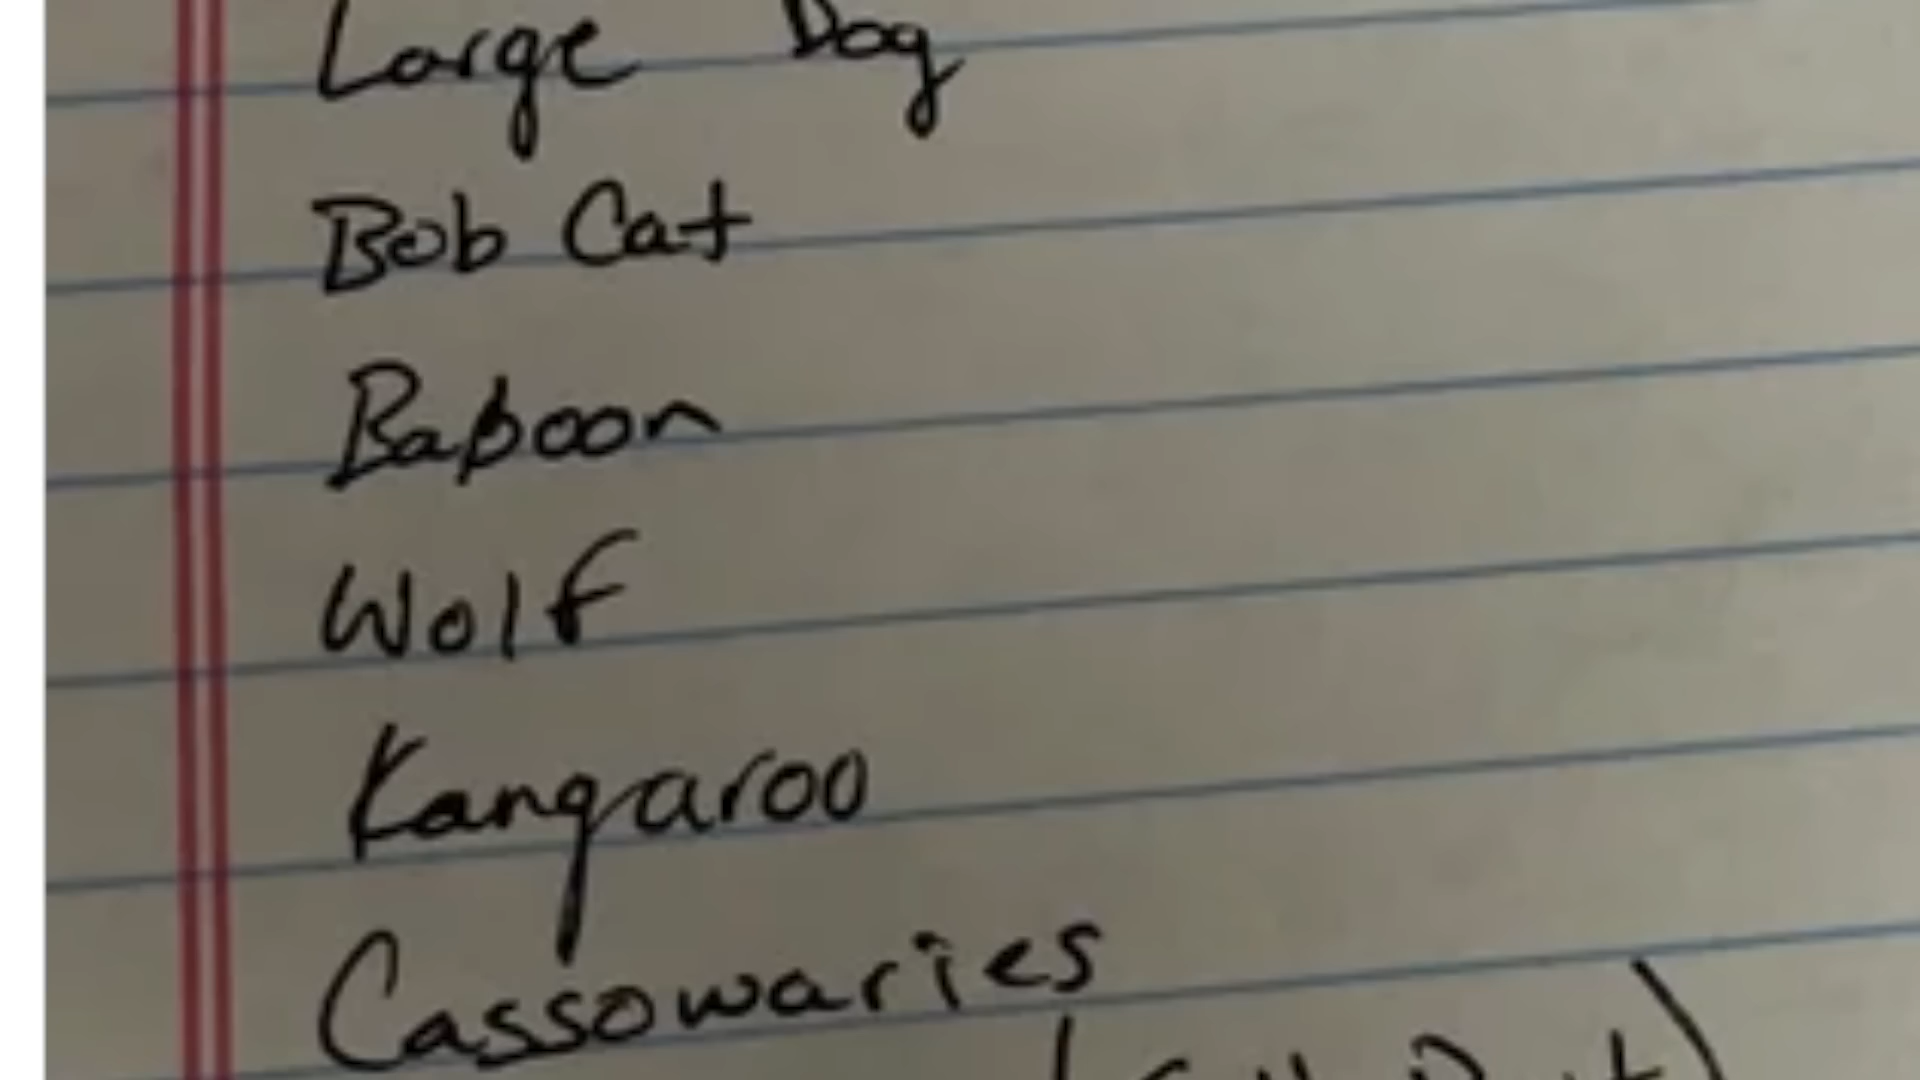 Large Dog
Bob Cat
Baboon
Wolf
Kangaroo
Cassowaries